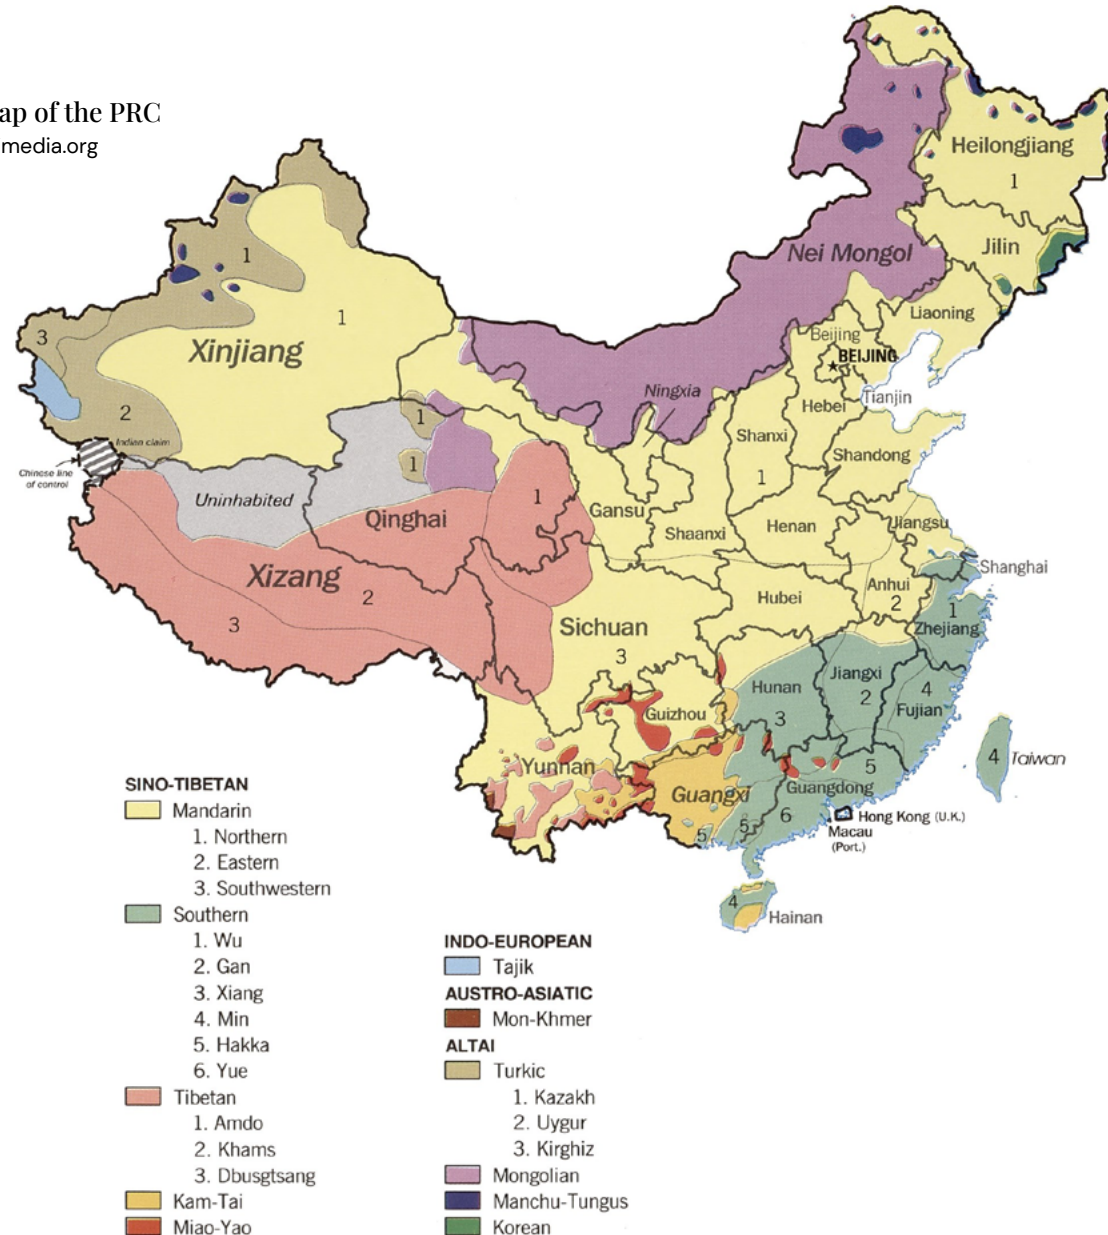 ap of the PRC
media.org
Heilongjiang
1
Jilin
Nei Mongol
Liaoning
1
3
1
Xinjiang
2
Beijing
BEIJING
Tianjin
Hebei
Ningxia
Shanxi
1
Shandong
Indian claim
Chinese line
of control
Uninhabited
1
1
1
Qinghai
Gansu
Shaanxi
Henan
Jiangsu
Shanghai
Xizang
2
3
Sichuan
3
Hubei
Anhui
2
1
Zhejiang
Hunan
3
Jiangxi
2
4
Fujian
Guizhou
Yunnan
Guangxi
5
5
Guangdong
5
6
4
Taiwan
Hong Kong (U.K.)
Macau
(Port.)
4
Hainan
SINO-TIBETAN
Mandarin
1. Northern
2. Eastern
3. Southwestern
Southern
1. Wu
2. Gan
3. Xiang
4. Min
5. Hakka
6. Yue
Tibetan
1. Amdo
2. Khams
3. Dbusgtsang
Kam-Tai
Miao-Yao
INDO-EUROPEAN
Tajik
AUSTRO-ASIATIC
Mon-Khmer
ALTAI
Turkic
1. Kazakh
2. Uygur
3. Kirghiz
Mongolian
Manchu-Tungus
Korean